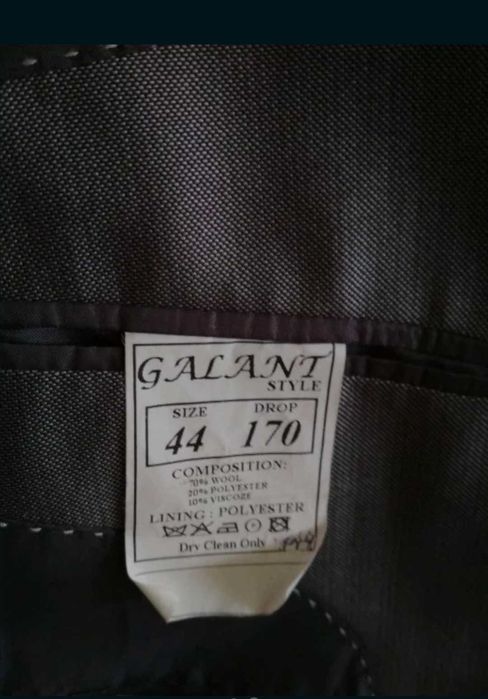 GALANT
STYLE
SIZE DROP
44 170
COMPOSITION:
70% WOOL
20% POLYESTER
10% VISCOZE
LINING : POLYESTER
Dry Clean Only